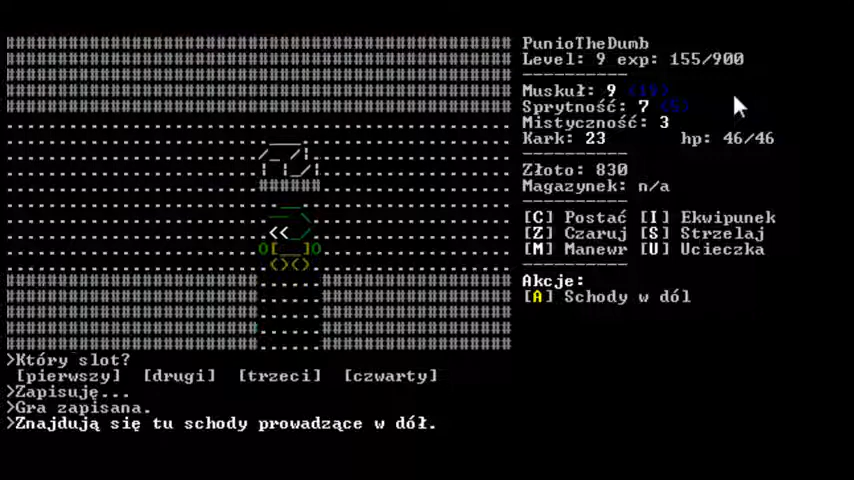 PunioTheDumb
Level: 9 exp: 155/900
----------
Muskuł: 9 (19)
Sprytność: 7 (5)
Mistyczność: 3
Kark: 23 hp: 46/46
----------
Złoto: 830
Magazynek: n/a
----------
[C] Postać [I] Ekwipunek
[Z] Czaruj [S] Strzelaj
[M] Manewr [U] Ucieczka
----------
Akcje:
[A] Schody w dól
>Który slot?
[pierwszy] [drugi] [trzeci] [czwarty]
>Zapisuję...
>Gra zapisana.
>Znajdują się tu schody prowadzące w dół.